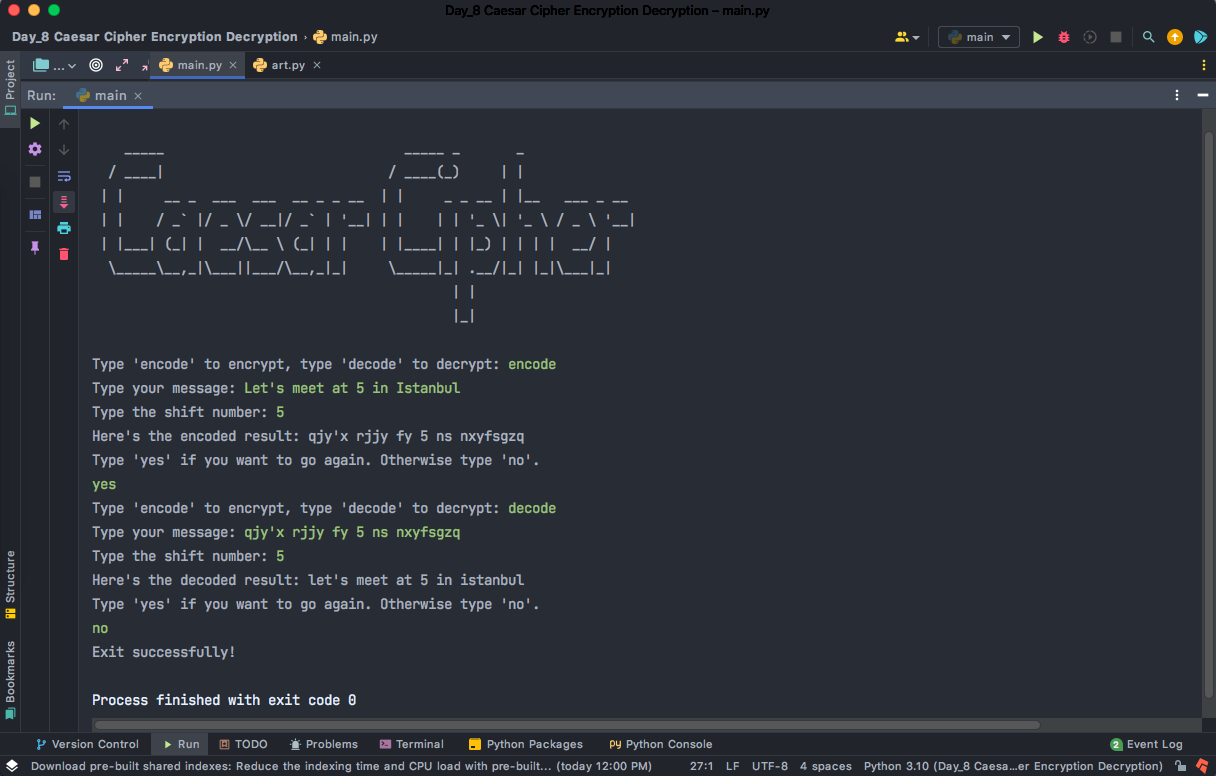 Day_8 Caesar Cipher Encryption Decryption – main.py
Day_8 Caesar Cipher Encryption Decryption › main.py
main
Project
...
main.py
art.py
Run:
main
Caesar Cipher
Type 'encode' to encrypt, type 'decode' to decrypt: encode
Type your message: Let's meet at 5 in Istanbul
Type the shift number: 5
Here's the encoded result: qjy'x rjjy fy 5 ns nxyfsgzq
Type 'yes' if you want to go again. Otherwise type 'no'.
yes
Type 'encode' to encrypt, type 'decode' to decrypt: decode
Type your message: qjy'x rjjy fy 5 ns nxyfsgzq
Type the shift number: 5
Here's the decoded result: let's meet at 5 in istanbul
Type 'yes' if you want to go again. Otherwise type 'no'.
no
Exit successfully!
Process finished with exit code 0
Structure
Bookmarks
Version Control
Run
TODO
Problems
Terminal
Python Packages
Python Console
2 Event Log
Download pre-built shared indexes: Reduce the indexing time and CPU load with pre-built... (today 12:00 PM)
27:1
LF
UTF-8
4 spaces
Python 3.10 (Day_8 Caesa...er Encryption Decryption)